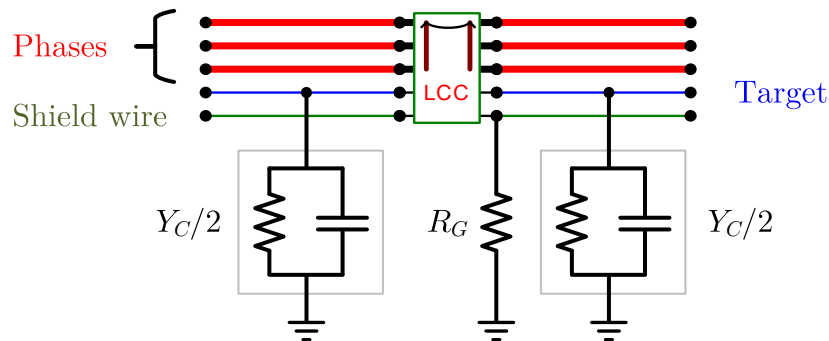 Phases
LCC
Target
Shield wire
Y_C/2
R_G
Y_C/2